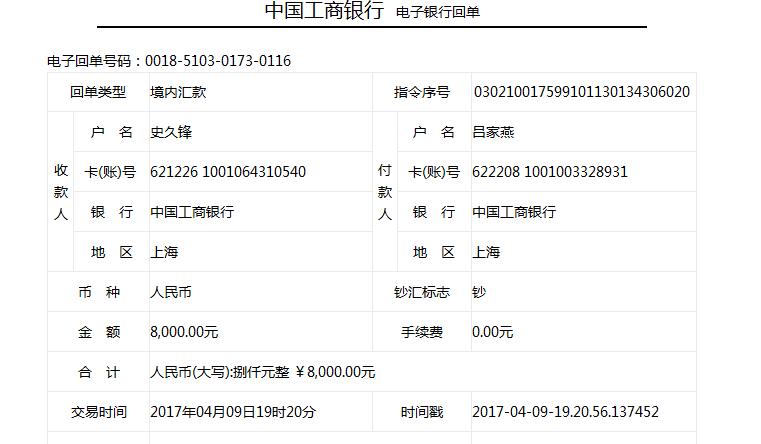 中国工商银行 电子银行回单
电子回单号码：0018-5103-0173-0116
回单类型 境内汇款 指令序号 030210017599101130134306020
收款人 户 名 史久锋 付款人 户 名 吕家燕
卡(账)号 621226 1001064310540 卡(账)号 622208 1001003328931
银 行 中国工商银行 银 行 中国工商银行
地 区 上海 地 区 上海
币 种 人民币 钞汇标志 钞
金 额 8,000.00元 手续费 0.00元
合 计 人民币(大写):捌仟元整 ￥8,000.00元
交易时间 2017年04月09日19时20分 时间戳 2017-04-09-19.20.56.137452